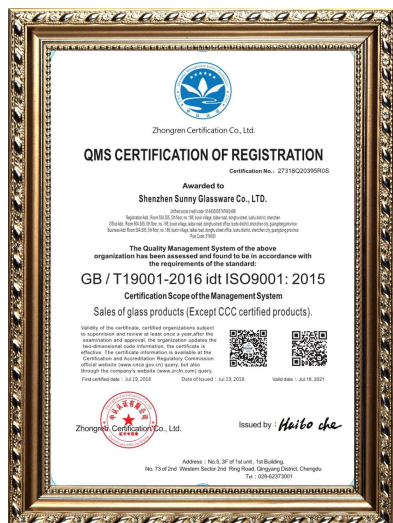 Zhongren Certification Co., Ltd.
QMS CERTIFICATION OF REGISTRATION
Certification No.: 27318Q20395R0S
Awarded to
Shenzhen Sunny Glassware Co., LTD.
The Quality Management System of the above
organization has been assessed and found to be in accordance with
the requirements of the standard:
GB / T19001-2016 idt ISO9001: 2015
Certification Scope of the Management System
Sales of glass products (Except CCC certified products).
Validity of the certificate, certified organizations subject
to supervision and review at least once a year.after the
examination and approval, the organization updates the
two-dimensional code information, the certificate is
effective. The certificate information is available at the
Certification and Accreditation Regulatory Commission
official website (www.cnca.gov.cn) query, but also
through the company's website (www.zrcln.com) query.
First certified date : Jul.19, 2018 Date of Issued : Jul.19, 2018 Valid date : Jul 18, 2021
Zhongren Certification Co., Ltd.
Issued by : Haibo che
Address : No.5, 3F of 1st unit, 1st Building,
No. 73 of 2nd Western Sector 2nd Ring Road, Qingyang District, Chengdu
Tel : 028-62373001